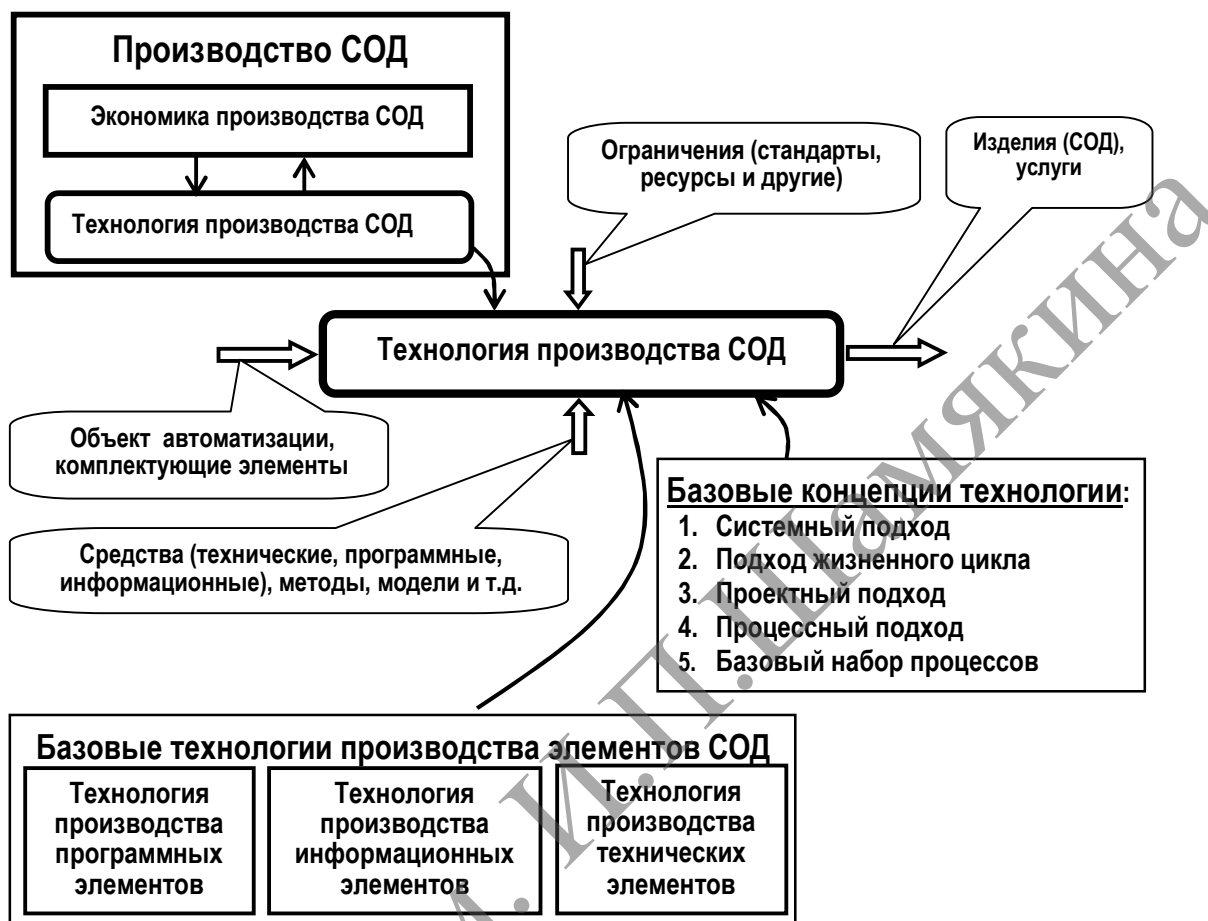 Производство СОД
Экономика производства СОД
Технология производства СОД
Ограничения (стандарты,
ресурсы и другие)
Изделия (СОД),
услуги
Технология производства СОД
Объект автоматизации,
комплектующие элементы
Средства (технические, программные,
информационные), методы, модели и т.д.
Базовые концепции технологии:
1. Системный подход
2. Подход жизненного цикла
3. Проектный подход
4. Процессный подход
5. Базовый набор процессов
Базовые технологии производства элементов СОД
Технология
производства
программных
элементов
Технология
производства
информационных
элементов
Технология
производства
технических
элементов
И.П.Шамякина